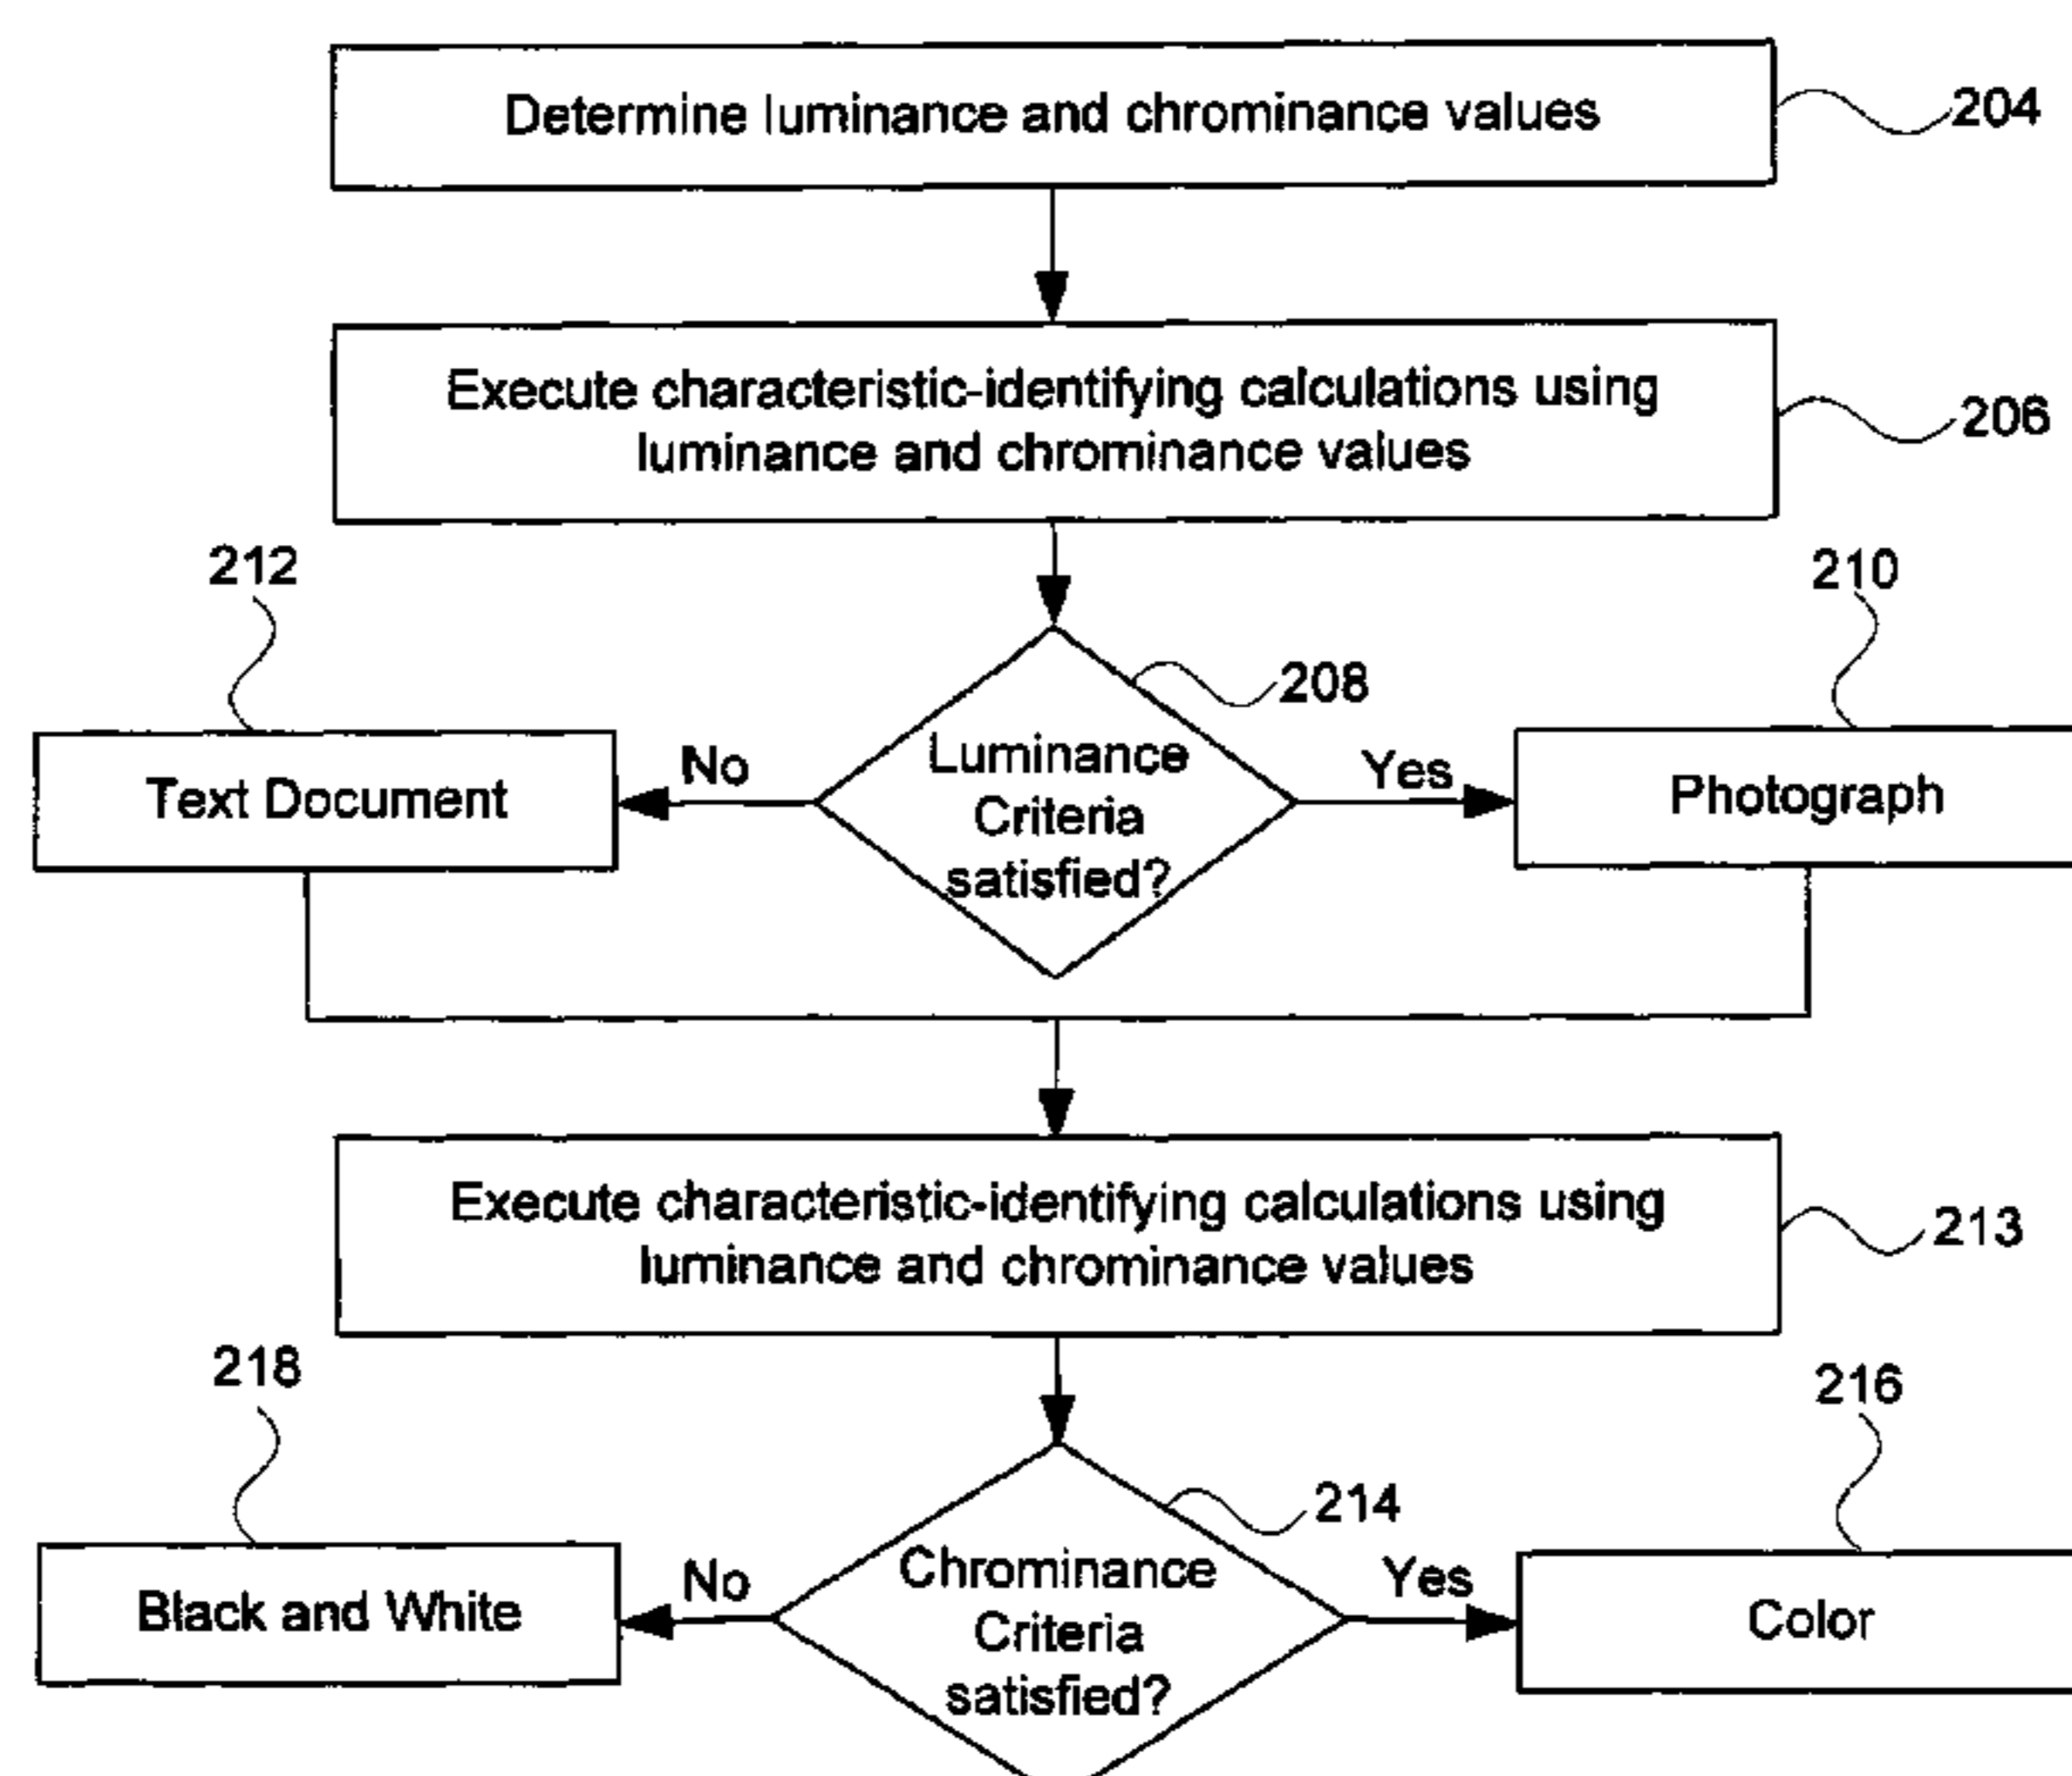 Determine luminance and chrominance values
204
Execute characteristic-identifying calculations using
luminance and chrominance values
206
212
210
208
Text Document
No
Luminance
Criteria
satisfied?
Yes
Photograph
Execute characteristic-identifying calculations using
luminance and chrominance values
213
218
216
214
Black and White
No
Chrominance
Criteria
satisfied?
Yes
Color